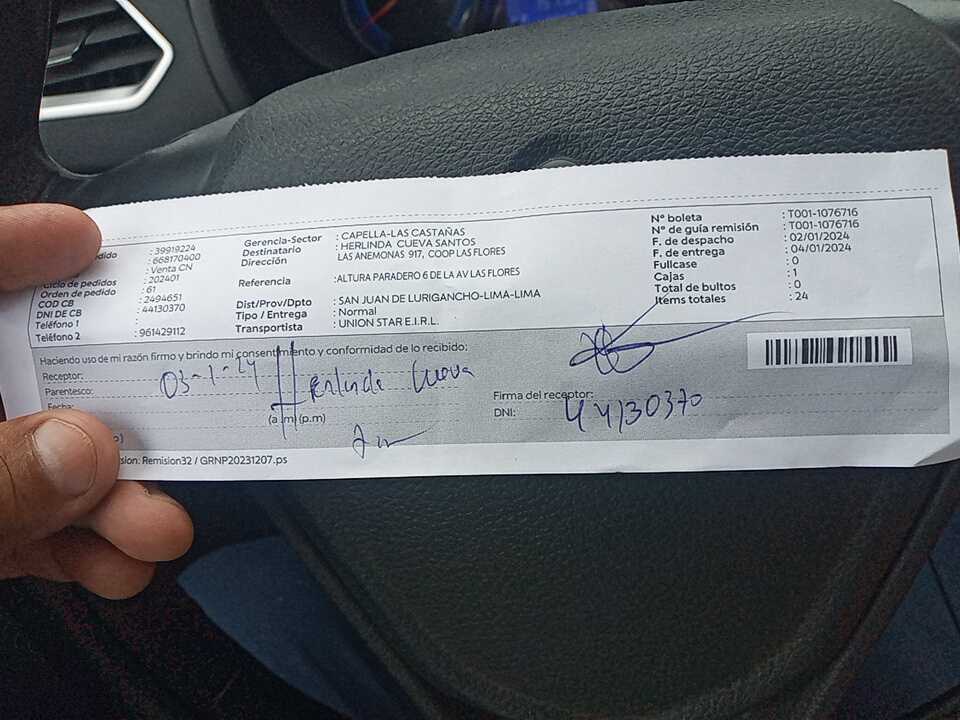 edido : 39919224
: 668170400
: Venta CN
Ciclo de pedidos : 202401
Orden de pedido : 61
COD CB : 2494651
DNI DE CB : 44130370
Teléfono 1 :
Teléfono 2 : 961429112
Gerencia-Sector : CAPELLA-LAS CASTAÑAS
Destinatario : HERLINDA CUEVA SANTOS
Dirección LAS ANEMONAS 917, COOP LAS FLORES
Referencia : ALTURA PARADERO 6 DE LA AV LAS FLORES
Dist/Prov/Dpto : SAN JUAN DE LURIGANCHO-LIMA-LIMA
Tipo / Entrega : Normal
Transportista : UNION STAR E.I.R.L.
N° boleta : T001-1076716
N° de guía remisión : T001-1076716
F. de despacho : 02/01/2024
F. de entrega : 04/01/2024
Fullcase : 0
Cajas : 1
Total de bultos : 0
Items totales : 24
Haciendo uso de mi razón firmo y brindo mi consentimiento y conformidad de lo recibido:
Receptor: Herlinda Cueva
Parentesco:
Fecha: 03-1-24
(a.m) (p.m)
Firma del receptor:
DNI: 44130370
sion: Remision32 / GRNP20231207.ps